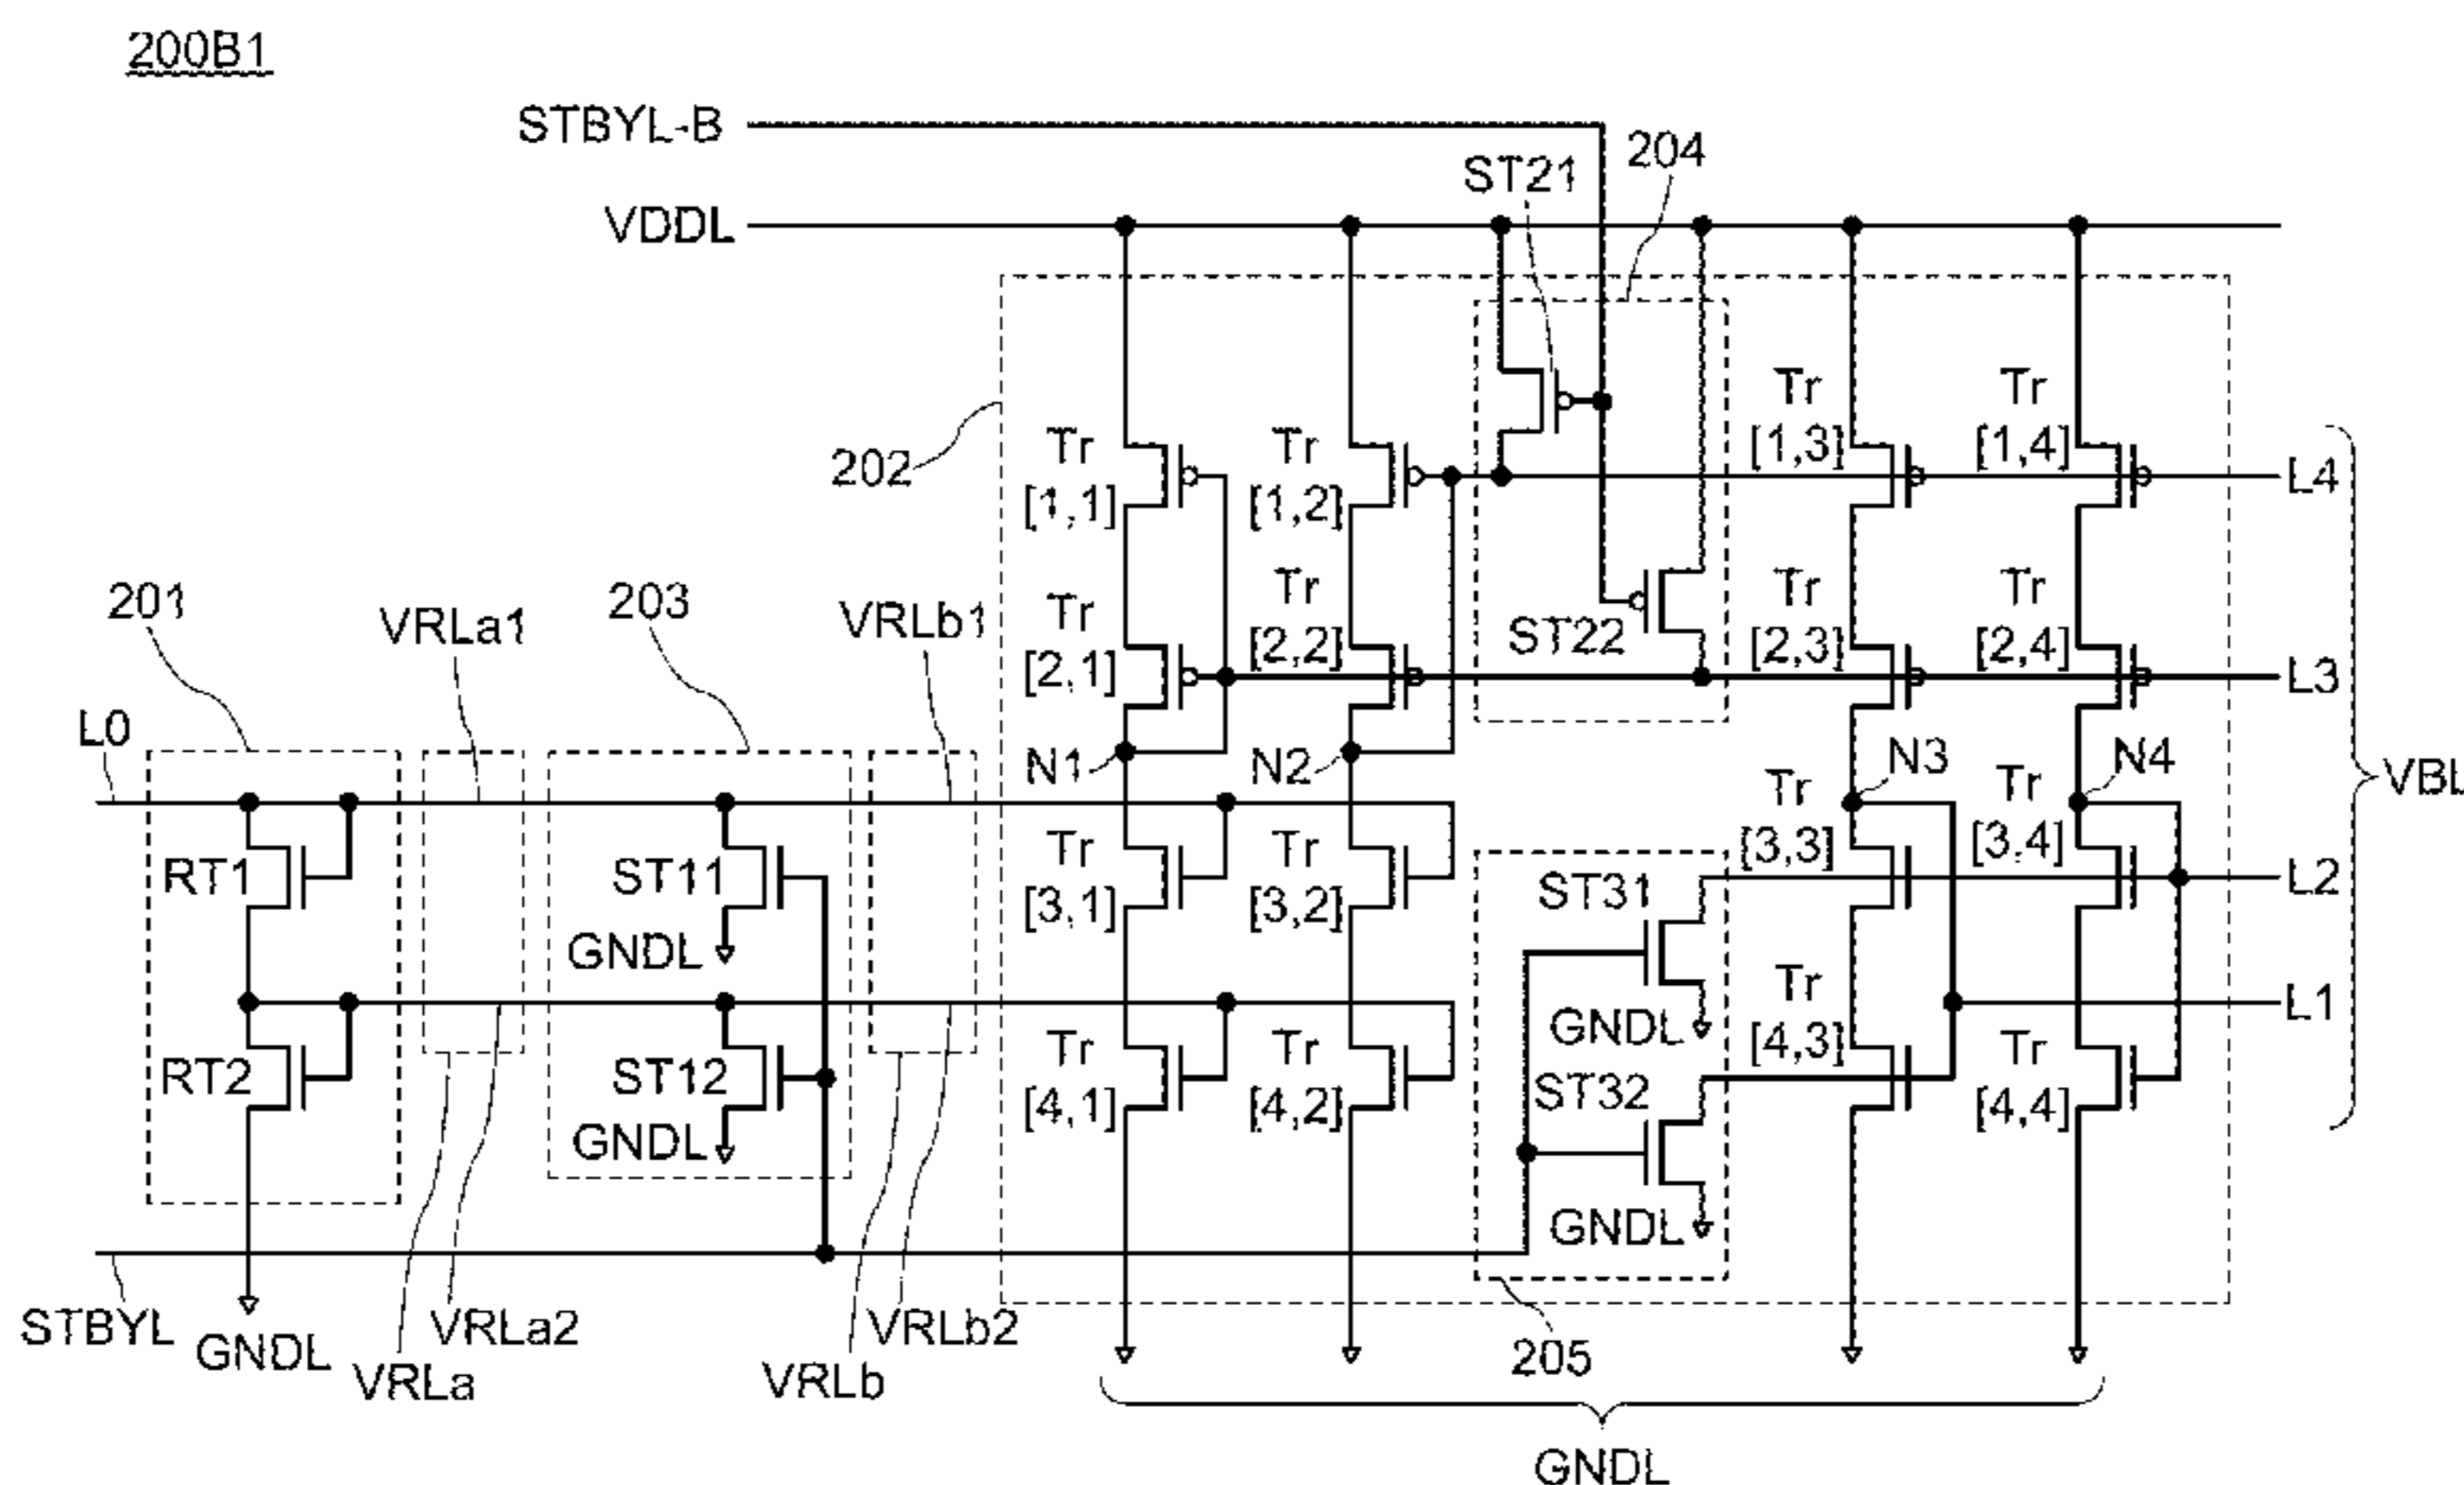 200B1
STBYL-B
204
ST21
VDDL
202
Tr
[1,1]
Tr
[1,2]
Tr
[1,3]
Tr
[1,4]
L4
201
VRLa1
203
VRLb1
Tr
[2,1]
Tr
[2,2]
ST22
Tr
[2,3]
Tr
[2,4]
L3
L0
N1
N2
N3
N4
VBL
RT1
ST11
GNDL
Tr
[3,1]
Tr
[3,2]
ST31
GNDL
Tr
[3,3]
Tr
[3,4]
L2
L1
RT2
ST12
GNDL
Tr
[4,1]
Tr
[4,2]
ST32
GNDL
Tr
[4,3]
Tr
[4,4]
STBYL
GNDL
VRLa
VRLa2
VRLb
VRLb2
205
GNDL